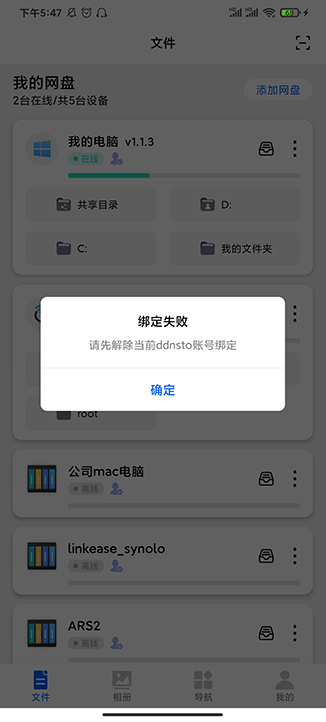 下午5:47
68
文件
我的网盘
2台在线/共5台设备
添加网盘
我的电脑 v1.1.3
在线
共享目录
D:
C:
我的文件夹
绑定失败
请先解除当前ddnsto账号绑定
确定
root
公司mac电脑
离线
linkease_synolo
离线
ARS2
离线
文件
相册
导航
我的